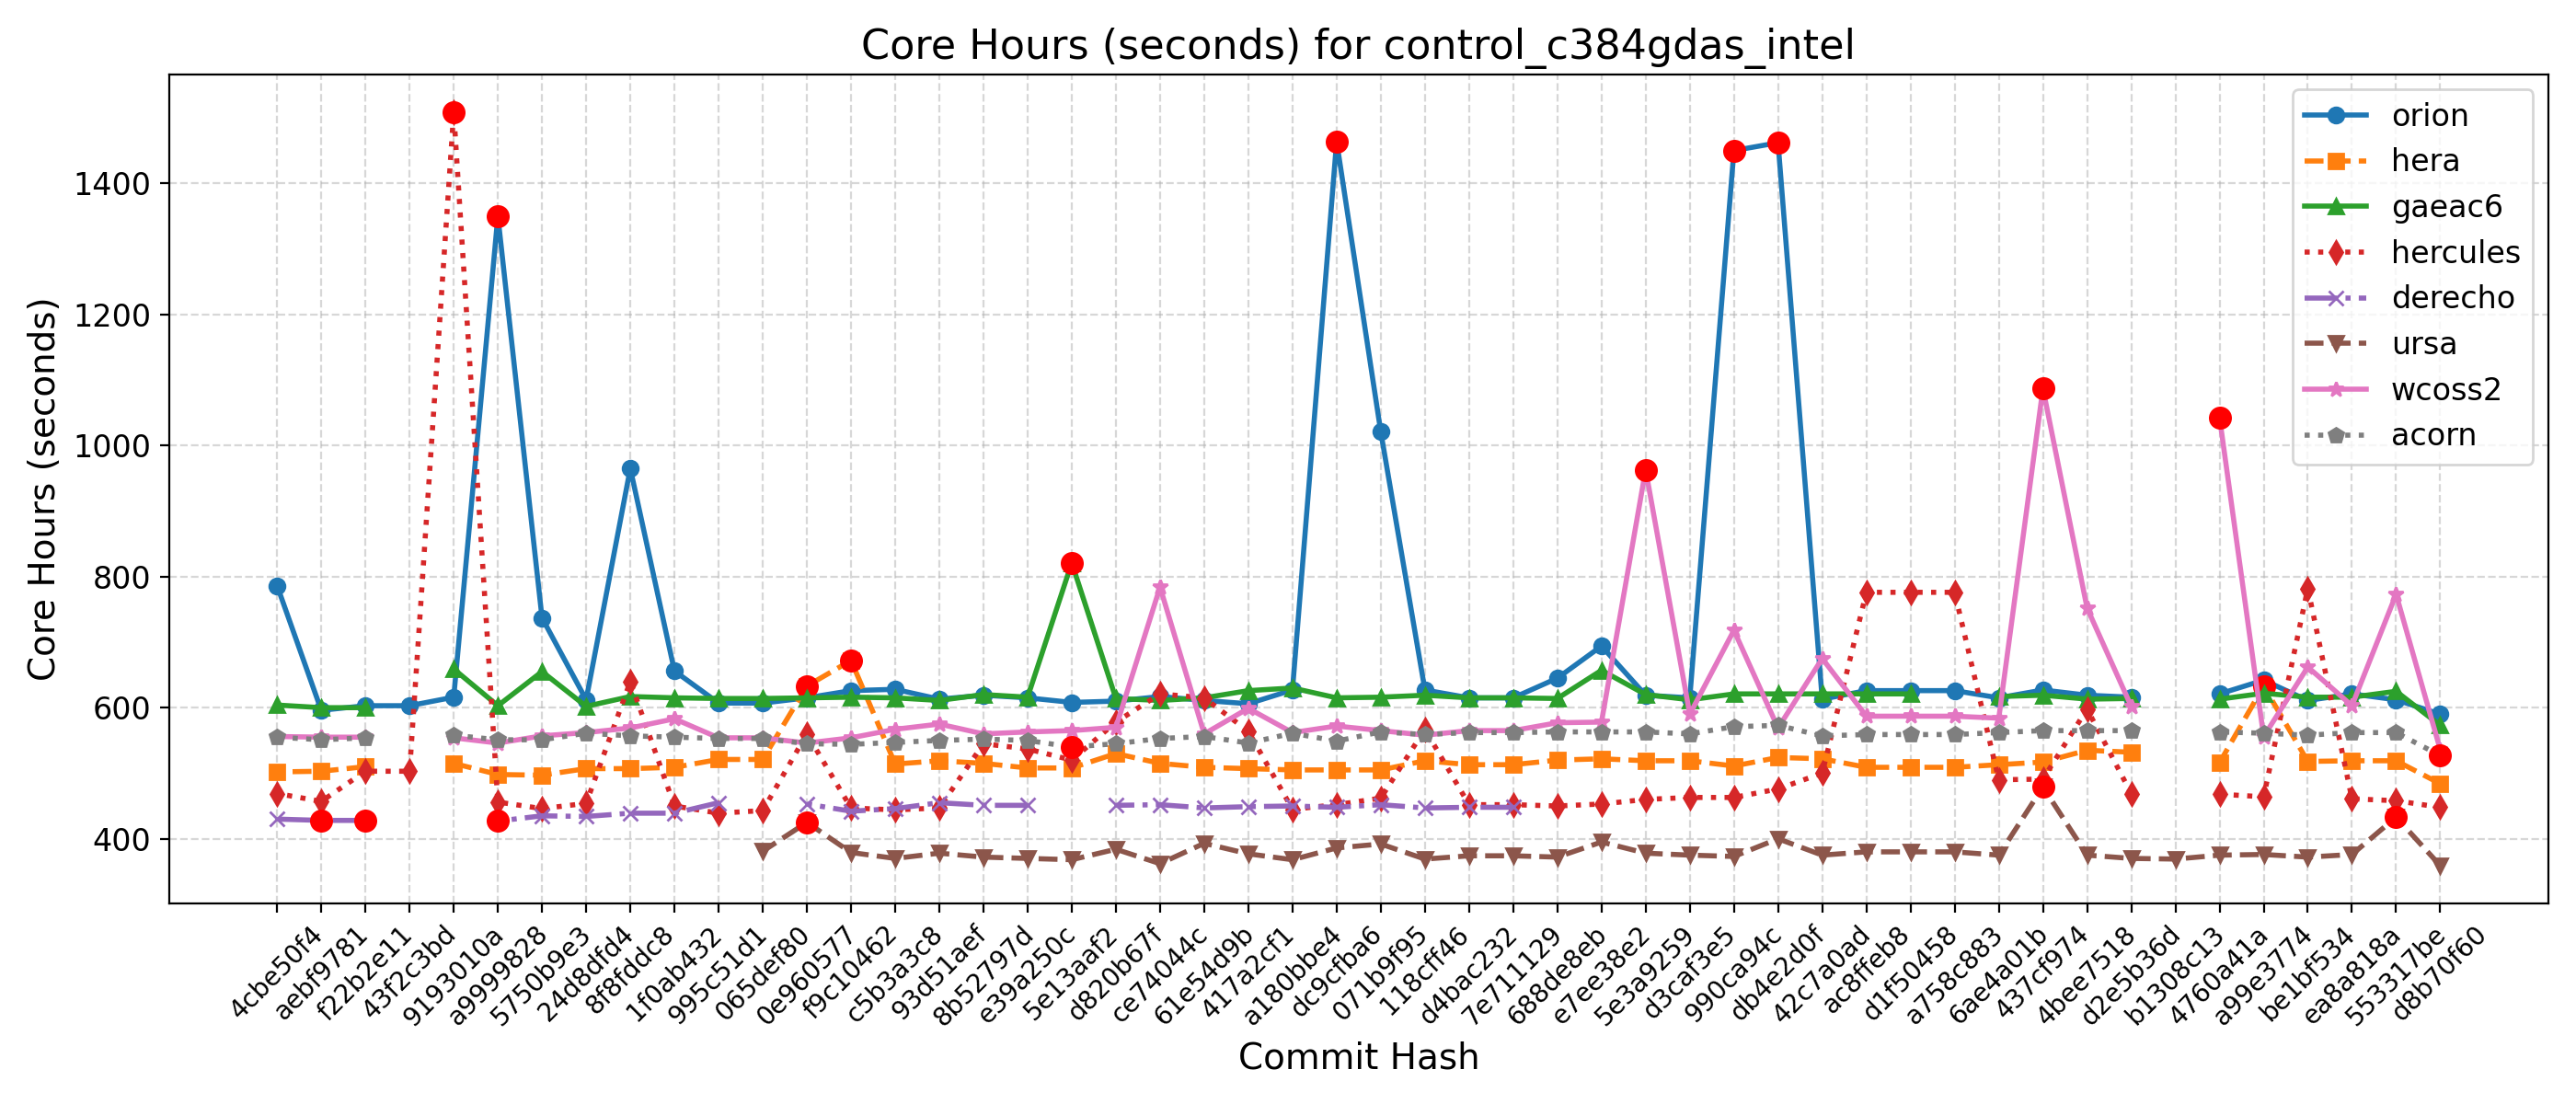 Core Hours (seconds) for control_c384gdas_intel
Core Hours (seconds)
1400
1200
1000
800
600
400
orion
hera
gaeac6
hercules
derecho
ursa
wcoss2
acorn
4cbe50f4
aebf9781
f22b2e11
43f2c3bd
9193010a
a9999828
5750b9e3
24d8dfd4
8f8fddc8
1f0ab432
995c51d1
065def80
0e960577
f9c10462
c5b3a3c8
93d51aef
8b52797d
e39a250c
5e13aaf2
d820b67f
ce74044c
61e54d9b
417a2cf1
a180bbe4
dc9cfba6
071b9f95
118cff46
d4bac232
7e711129
688de8eb
e7ee38e2
5e3a9259
d3caf3e5
990ca94c
db4e2d0f
42c7a0ad
ac8ffeb8
d1f50458
a758c883
6ae4a01b
437cf974
4bee7518
d2e5b36d
b1308c13
4760a41a
a99e3774
be1bf534
ea8a818a
553317be
d8b70f60
Commit Hash